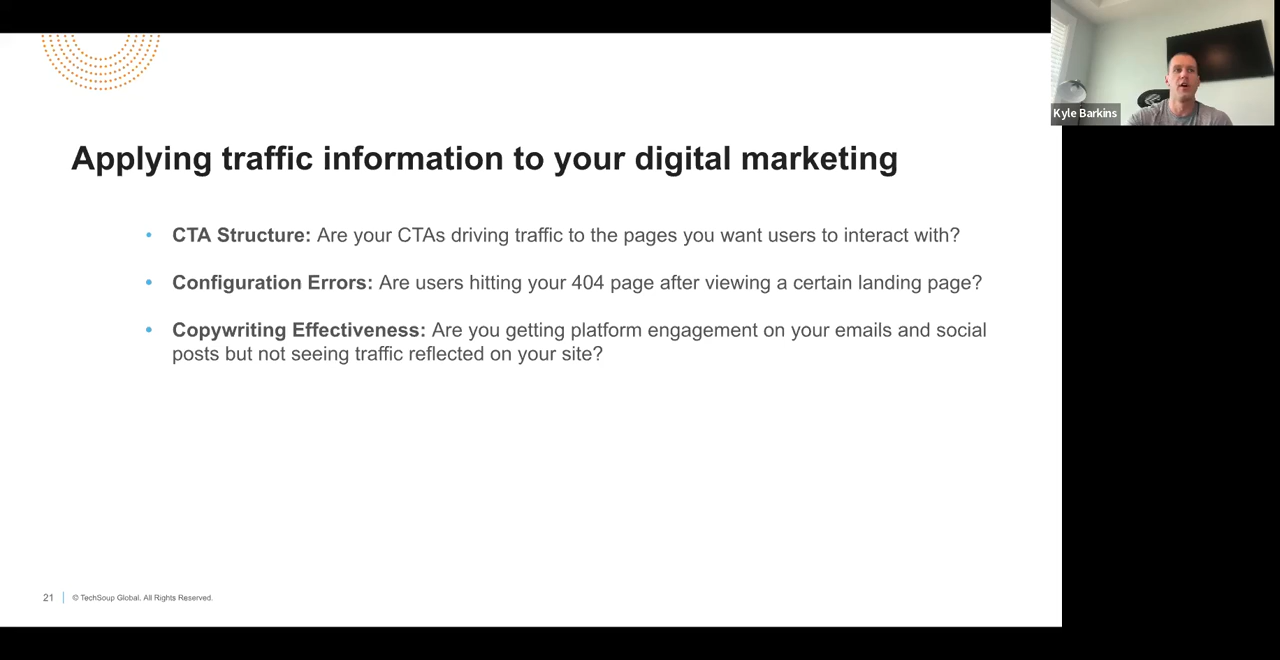 Kyle Barkins
Applying traffic information to your digital marketing
• CTA Structure: Are your CTAs driving traffic to the pages you want users to interact with?
• Configuration Errors: Are users hitting your 404 page after viewing a certain landing page?
• Copywriting Effectiveness: Are you getting platform engagement on your emails and social
posts but not seeing traffic reflected on your site?
21 © TechSoup Global. All Rights Reserved.